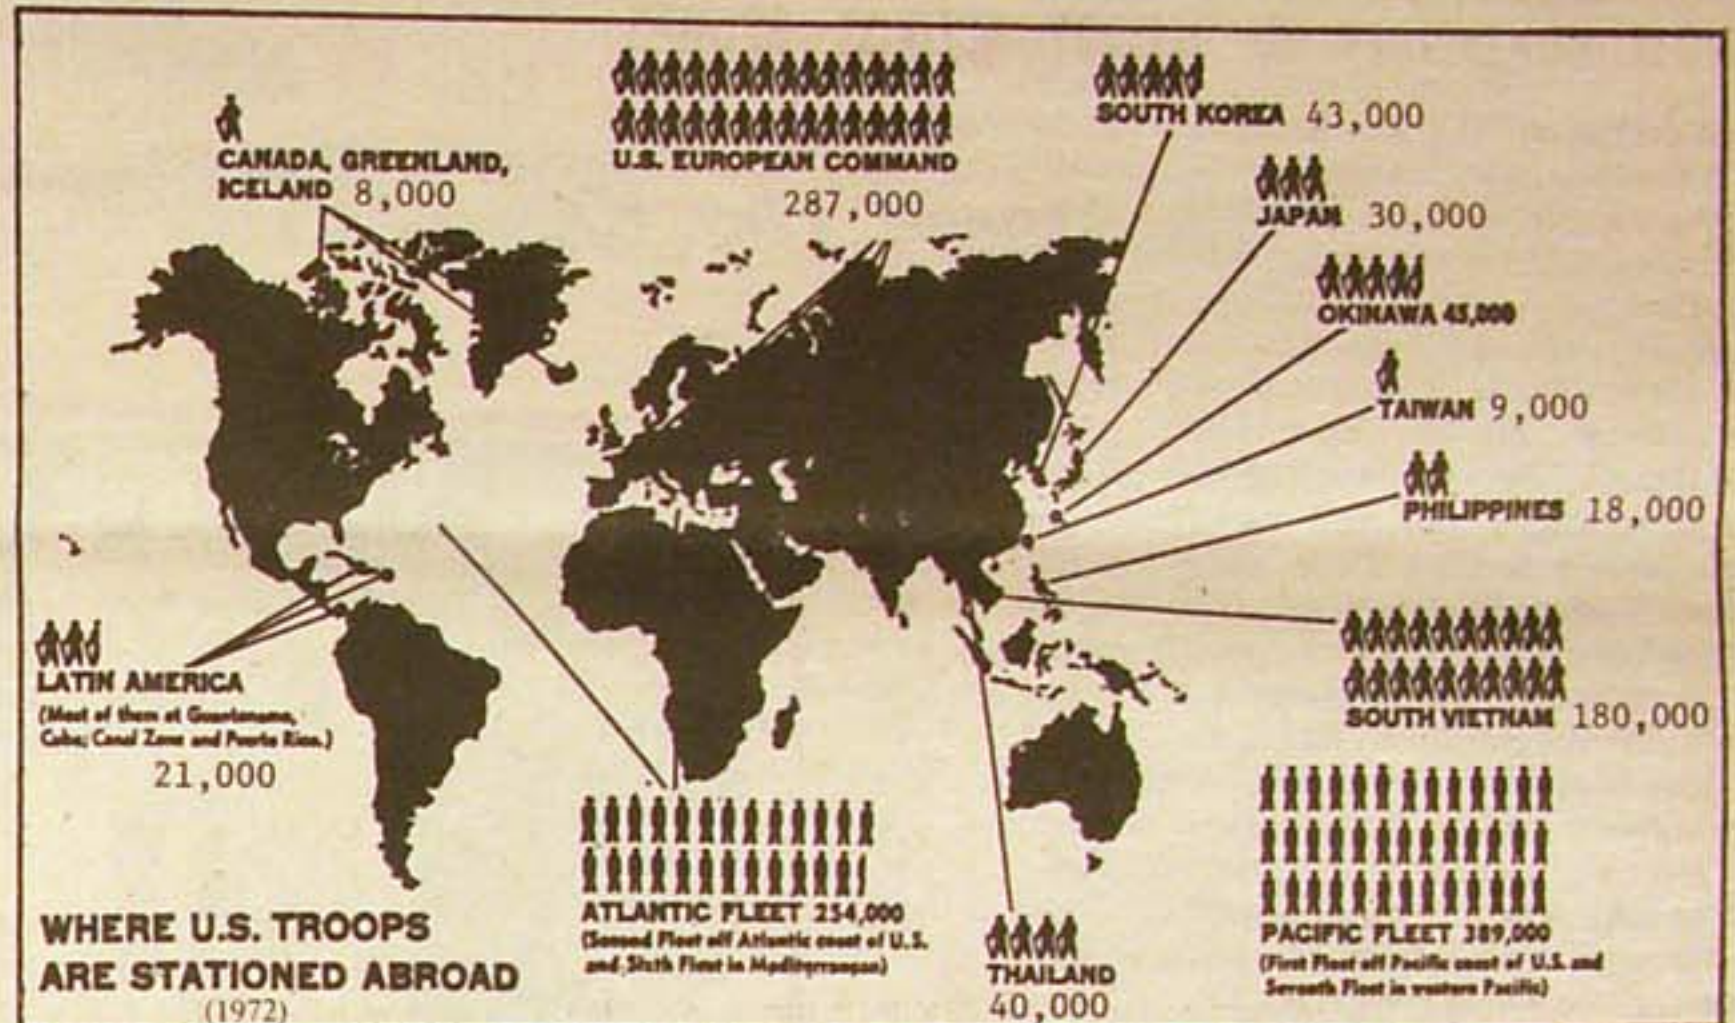 CANADA, GREENLAND,
ICELAND 8,000
U.S. EUROPEAN COMMAND
287,000
SOUTH KOREA 43,000
JAPAN 30,000
OKINAWA 45,000
TAIWAN 9,000
PHILIPPINES 18,000
SOUTH VIETNAM 180,000
LATIN AMERICA
(Most of them at Guantanamo,
Cuba; Canal Zone and Puerto Rico.)
21,000
ATLANTIC FLEET 254,000
(Second Fleet off Atlantic coast of U.S.
and Sixth Fleet in Mediterranean)
THAILAND
40,000
PACIFIC FLEET 389,000
(First Fleet off Pacific coast of U.S. and
Seventh Fleet in western Pacific)
WHERE U.S. TROOPS
ARE STATIONED ABROAD
(1972)